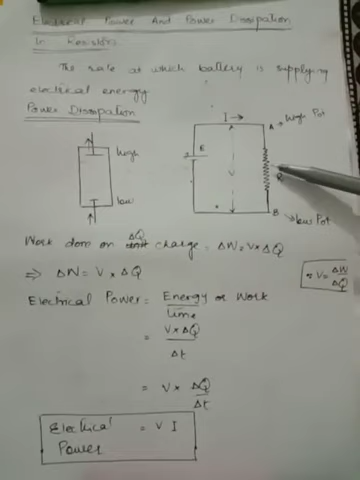 Electrical Power And Power Dissipation
In Resistors
The rate at which battery is supplying
electrical energy.
Power Dissipation
I → A → High Pot
High
E
V
R
low
B → low Pot
Work done on ΔQ charge = ΔW = V × ΔQ
⇒ ΔW = V × ΔQ
∵ V = ΔW/ΔQ
Electrical Power = Energy or Work
Time
= V × ΔQ
Δt
= V × ΔQ
Δt
Electrical = V I
Power